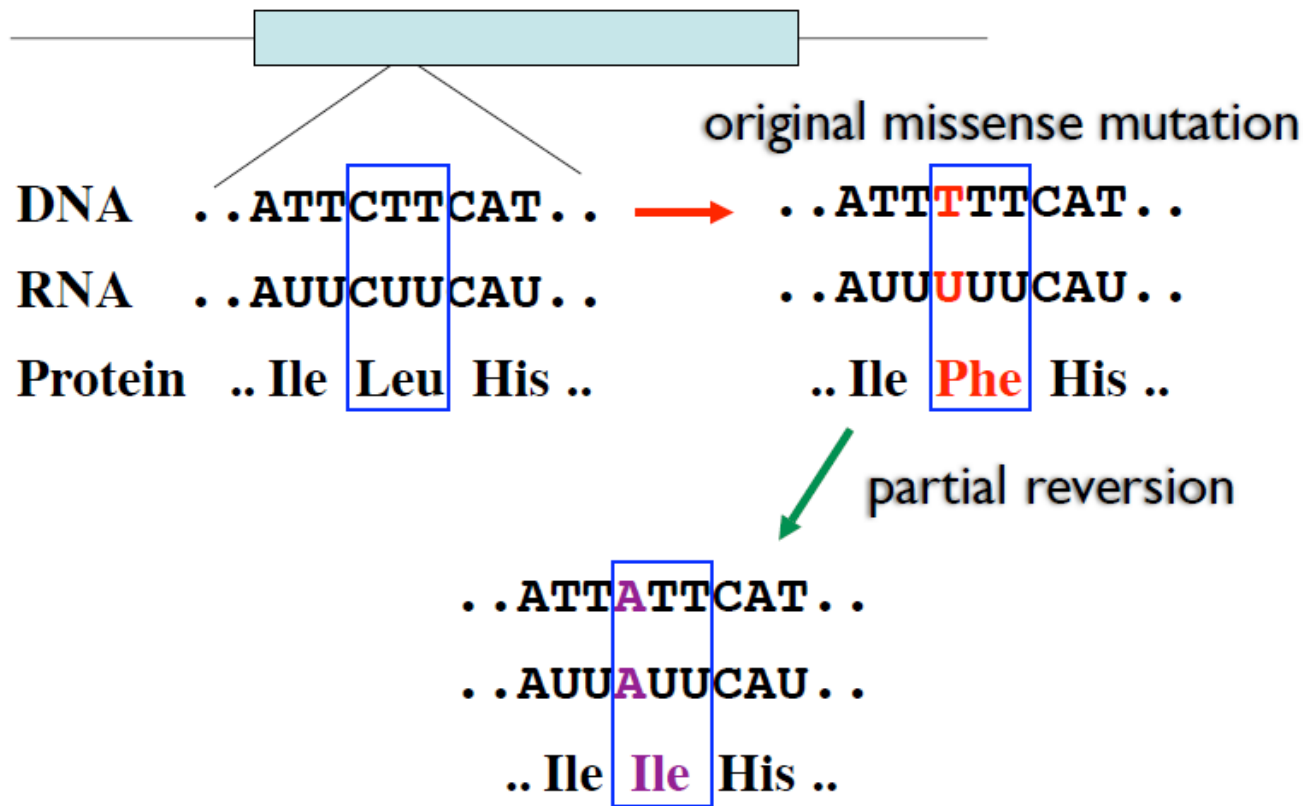 original missense mutation
DNA ..ATTCTTCAT.. ..ATTTTTCAT..
RNA ..AUUCUUCAU.. ..AUUUUUCAU..
Protein .. Ile Leu His .. .. Ile Phe His ..
partial reversion
..ATTATTCAT..
..AUUAUUCAU..
.. Ile Ile His ..